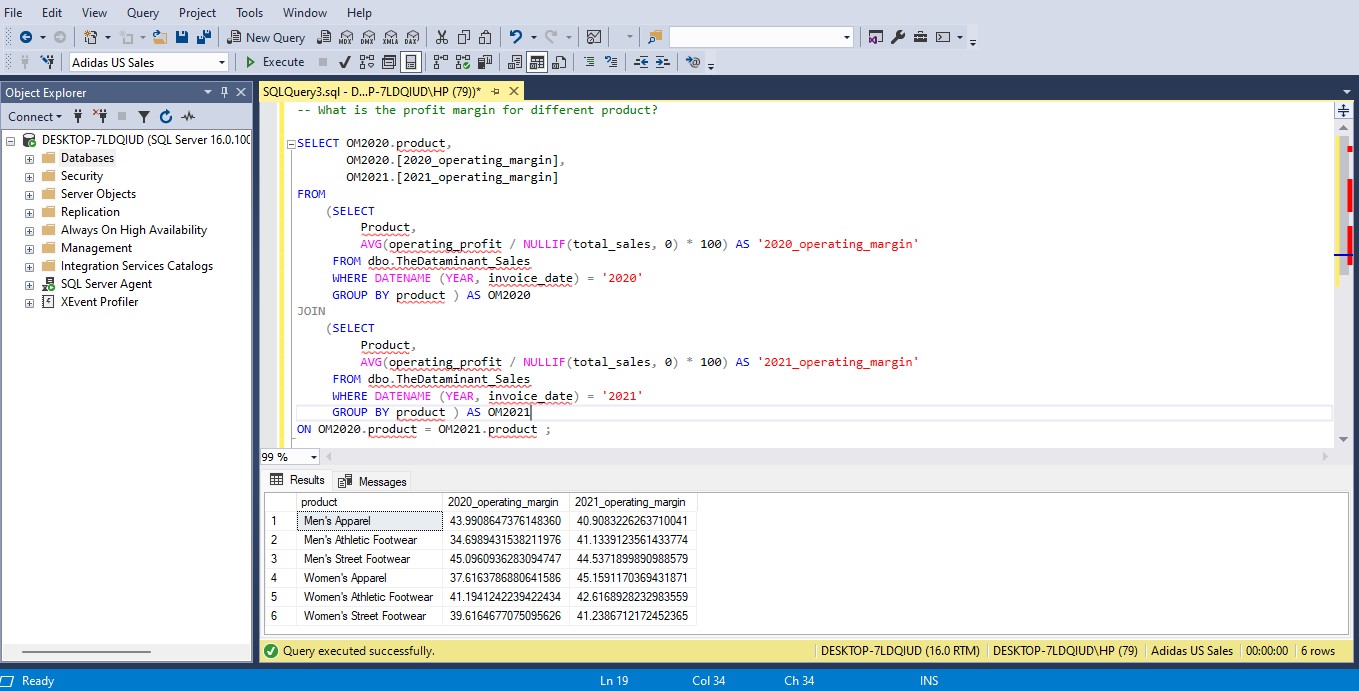 File Edit View Query Project Tools Window Help
New Query
Adidas US Sales Execute
Object Explorer
Connect
DESKTOP-7LDQIUD (SQL Server 16.0.100
Databases
Security
Server Objects
Replication
Always On High Availability
Management
Integration Services Catalogs
SQL Server Agent
XEvent Profiler
SQLQuery3.sql - D...P-7LDQIUD\HP (79))*
-- What is the profit margin for different product?
SELECT OM2020.product,
OM2020.[2020_operating_margin],
OM2021.[2021_operating_margin]
FROM
(SELECT
Product,
AVG(operating_profit / NULLIF(total_sales, 0) * 100) AS '2020_operating_margin'
FROM dbo.TheDataminant_Sales
WHERE DATENAME (YEAR, invoice_date) = '2020'
GROUP BY product ) AS OM2020
JOIN
(SELECT
Product,
AVG(operating_profit / NULLIF(total_sales, 0) * 100) AS '2021_operating_margin'
FROM dbo.TheDataminant_Sales
WHERE DATENAME (YEAR, invoice_date) = '2021'
GROUP BY product ) AS OM2021
ON OM2020.product = OM2021.product ;
99 %
Results Messages
product 2020_operating_margin 2021_operating_margin
1 Men's Apparel 43.9908647376148360 40.9083226263710041
2 Men's Athletic Footwear 34.6989431538211976 41.1339123561433774
3 Men's Street Footwear 45.0960936283094747 44.5371899890988579
4 Women's Apparel 37.6163786880641586 45.1591170369431871
5 Women's Athletic Footwear 41.1941242239422434 42.6168928232983559
6 Women's Street Footwear 39.6164677075095626 41.2386712172452365
Query executed successfully. DESKTOP-7LDQIUD (16.0 RTM) DESKTOP-7LDQIUD\HP (79) Adidas US Sales 00:00:00 6 rows
Ready Ln 19 Col 34 Ch 34 INS